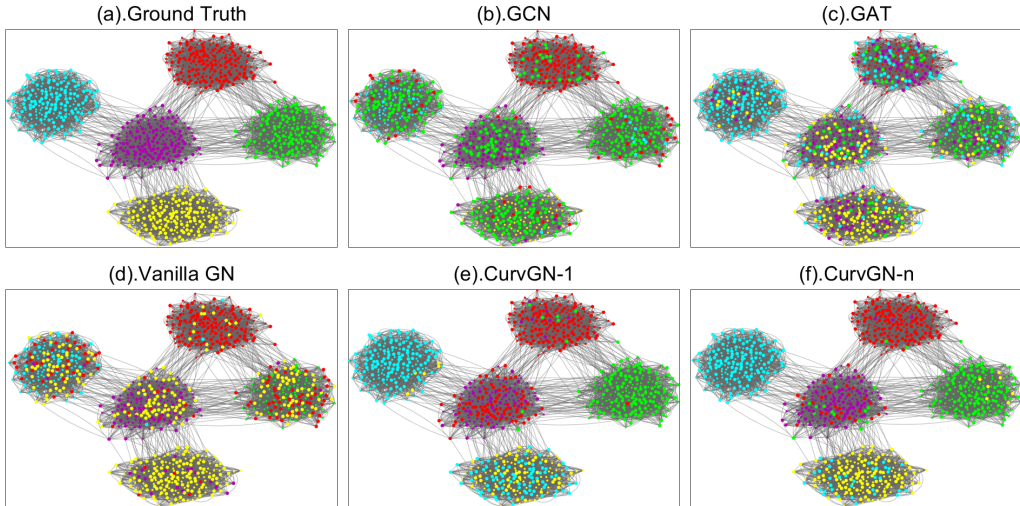 (a).Ground Truth
(b).GCN
(c).GAT
(d).Vanilla GN
(e).CurvGN-1
(f).CurvGN-n